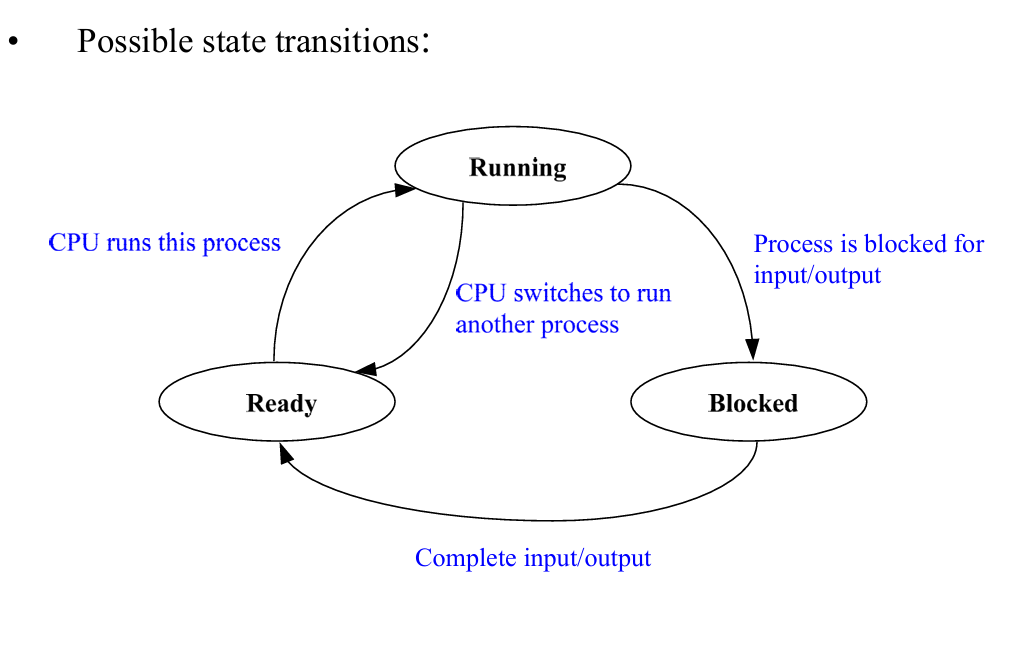 • Possible state transitions:
Running
CPU runs this process
Process is blocked for
input/output
CPU switches to run
another process
Ready
Blocked
Complete input/output